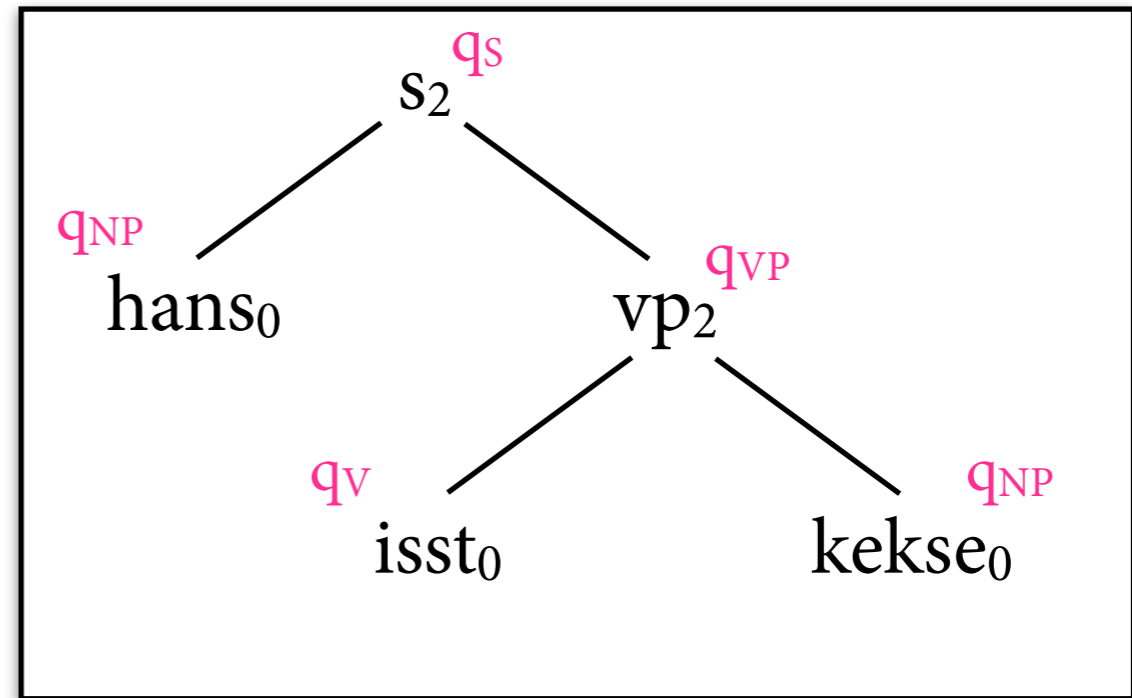 s₂ qS
qNP
hans₀
qVP
vp₂
qV
isst₀
qNP
kekse₀